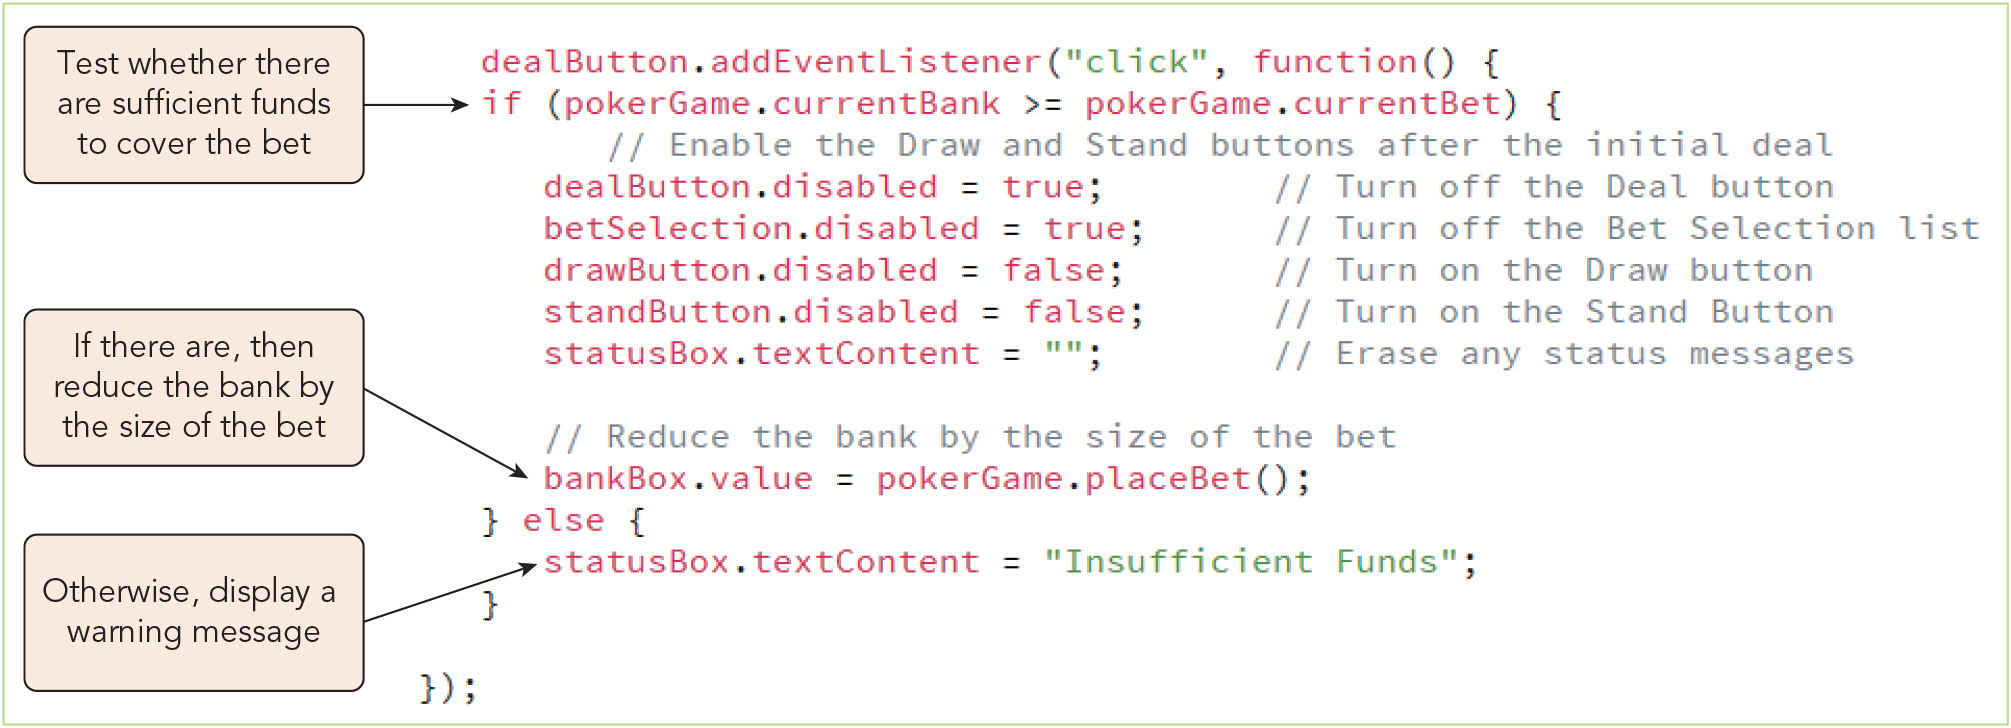 Test whether there
are sufficient funds
to cover the bet
If there are, then
reduce the bank by
the size of the bet
Otherwise, display a
warning message
dealButton.addEventListener("click", function() {
if (pokerGame.currentBank >= pokerGame.currentBet) {
// Enable the Draw and Stand buttons after the initial deal
dealButton.disabled = true; // Turn off the Deal button
betSelection.disabled = true; // Turn off the Bet Selection list
drawButton.disabled = false; // Turn on the Draw button
standButton.disabled = false; // Turn on the Stand Button
statusBox.textContent = ""; // Erase any status messages
// Reduce the bank by the size of the bet
bankBox.value = pokerGame.placeBet();
} else {
statusBox.textContent = "Insufficient Funds";
}
});